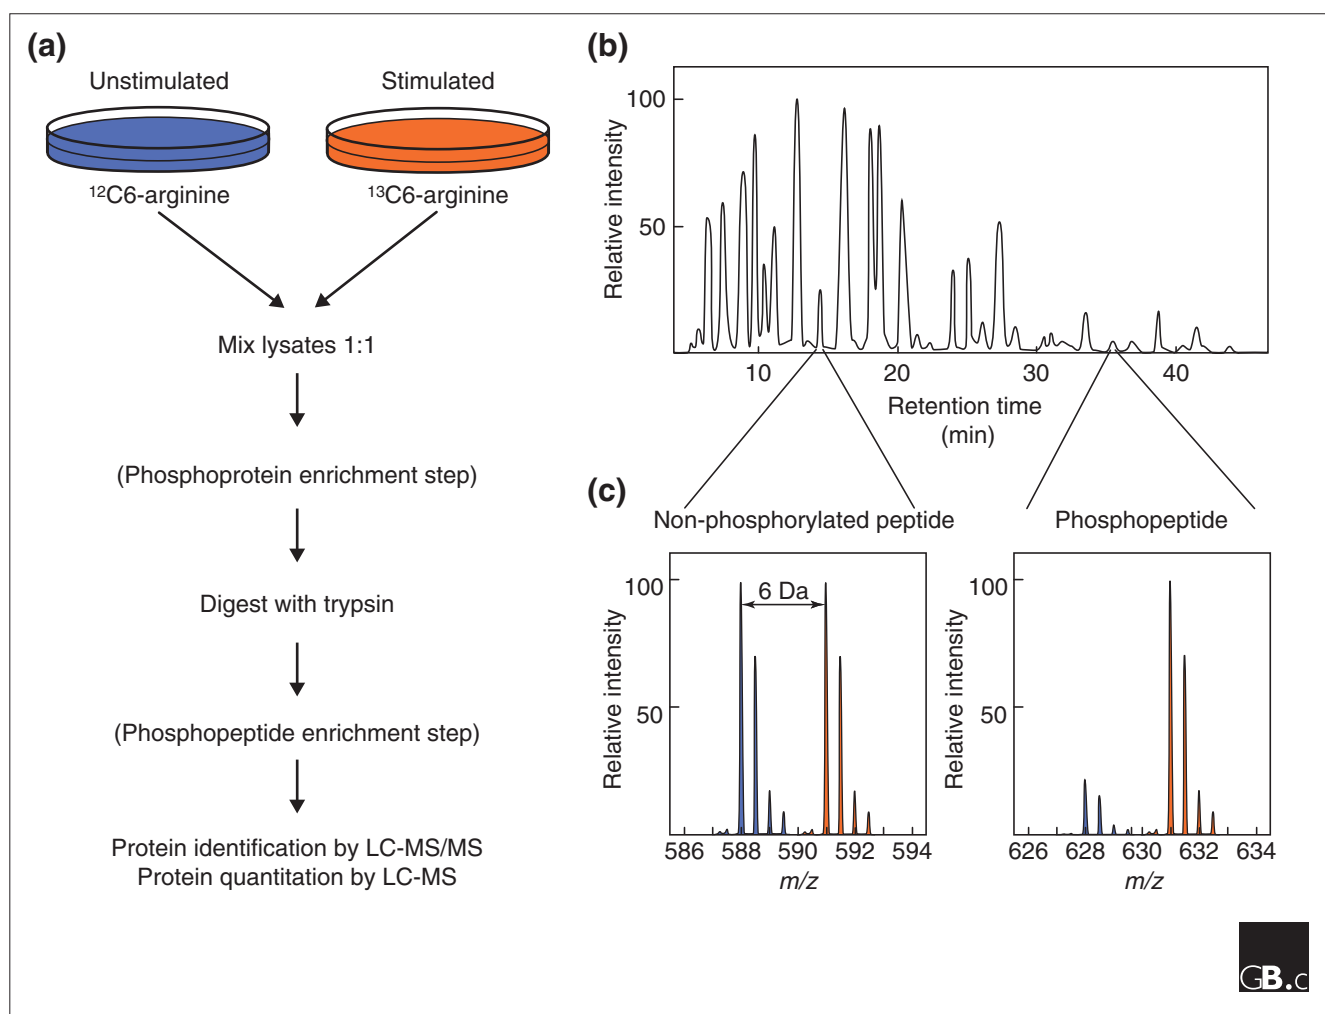 (a)
Unstimulated
Stimulated
¹²C6-arginine
¹³C6-arginine
Mix lysates 1:1
(Phosphoprotein enrichment step)
Digest with trypsin
(Phosphopeptide enrichment step)
Protein identification by LC-MS/MS
Protein quantitation by LC-MS
(b)
Relative intensity
100
50
10
20
30
40
Retention time
(min)
(c)
Non-phosphorylated peptide
Relative intensity
100
50
6 Da
586
588
590
592
594
m/z
Phosphopeptide
Relative intensity
100
50
626
628
630
632
634
m/z
GB.c